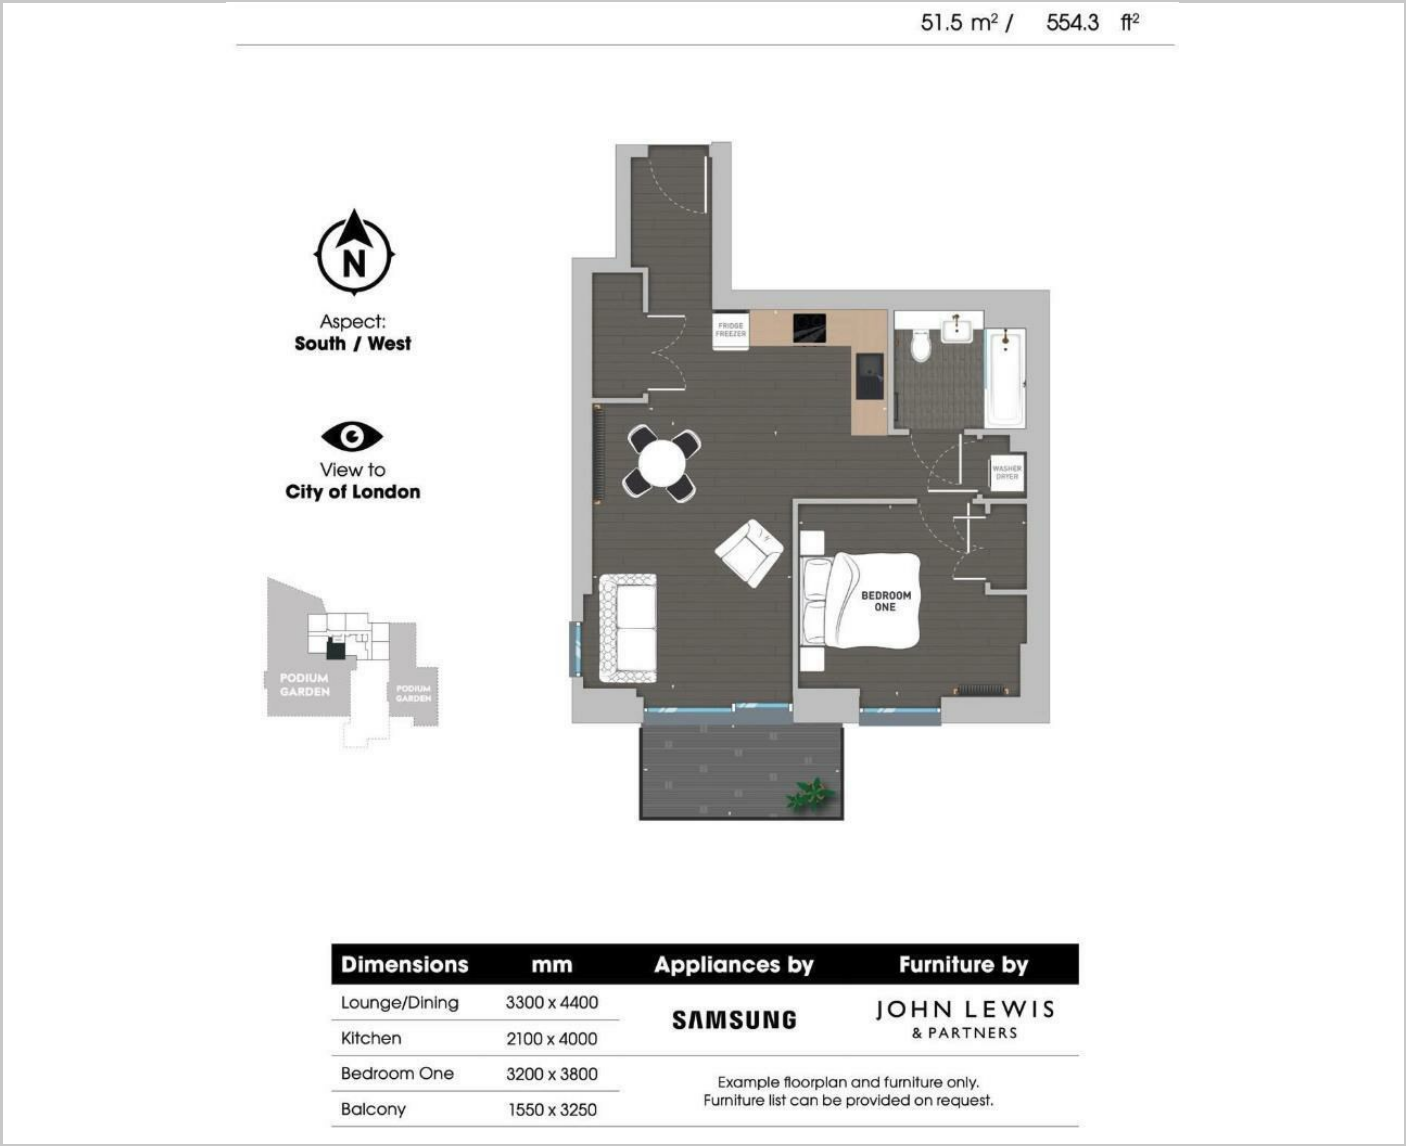 51.5 m² / 554.3 ft²
N
Aspect:
South / West
View to
City of London
PODIUM
GARDEN
PODIUM
GARDEN
FRIDGE
FREEZER
WASHER
DRYER
BEDROOM
ONE
Dimensions mm Appliances by Furniture by
Lounge/Dining 3300 x 4400
Kitchen 2100 x 4000
Bedroom One 3200 x 3800
Balcony 1550 x 3250
SAMSUNG
JOHN LEWIS
& PARTNERS
Example floorplan and furniture only.
Furniture list can be provided on request.